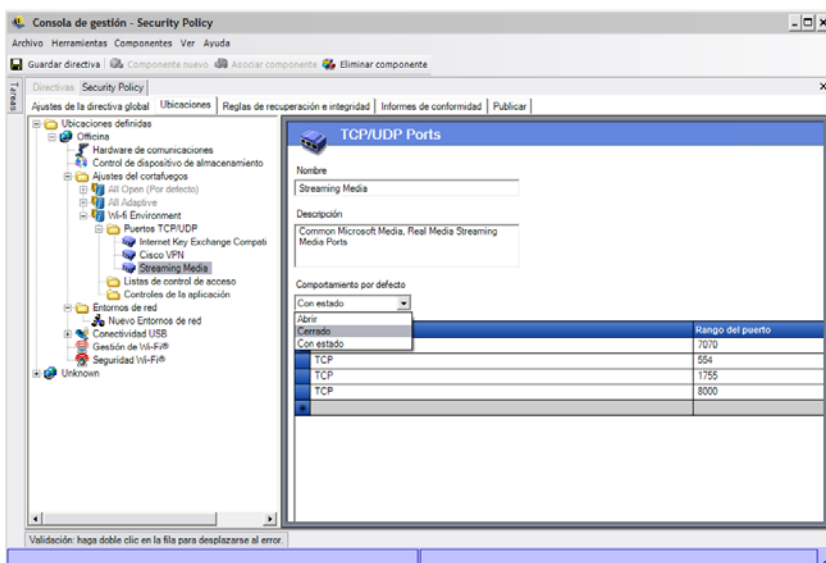 Consola de gestión - Security Policy
Archivo Herramientas Componentes Ver Ayuda
Guardar directiva Componente nuevo Asociar componente Eliminar componente
Tareas
Directivas Security Policy
Ajustes de la directiva global Ubicaciones Reglas de recuperación e integridad Informes de conformidad Publicar
Ubicaciones definidas
Officina
Hardware de comunicaciones
Control de dispositivo de almacenamiento
Ajustes del cortafuegos
All Open (Por defecto)
All Adaptive
Wi-fi Environment
Puertos TCP/UDP
Internet Key Exchange Compati
Cisco VPN
Streaming Media
Listas de control de acceso
Controles de la aplicación
Entornos de red
Nuevo Entornos de red
Conectividad USB
Gestión de Wi-Fi®
Seguridad Wi-Fi®
Unknown
TCP/UDP Ports
Nombre
Streaming Media
Descripción
Common Microsoft Media, Real Media Streaming
Media Ports
Comportamiento por defecto
Con estado
Abrir
Cerrado
Con estado
Rango del puerto
7070
TCP 554
TCP 1755
TCP 8000
Validación: haga doble clic en la fila para desplazarse al error.